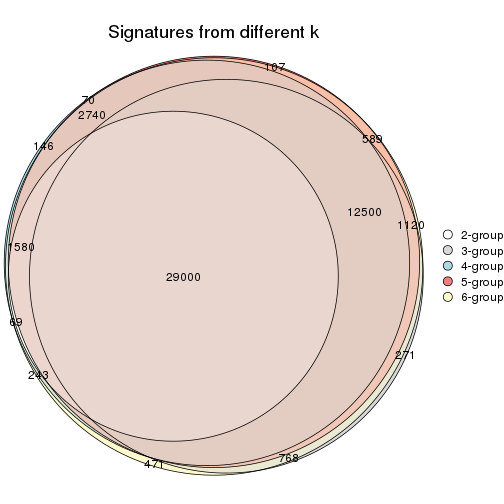 Signatures from different k
107
70
2740
589
146
12500
1120
1580
29000
69
271
243
471
768
2-group
3-group
4-group
5-group
6-group